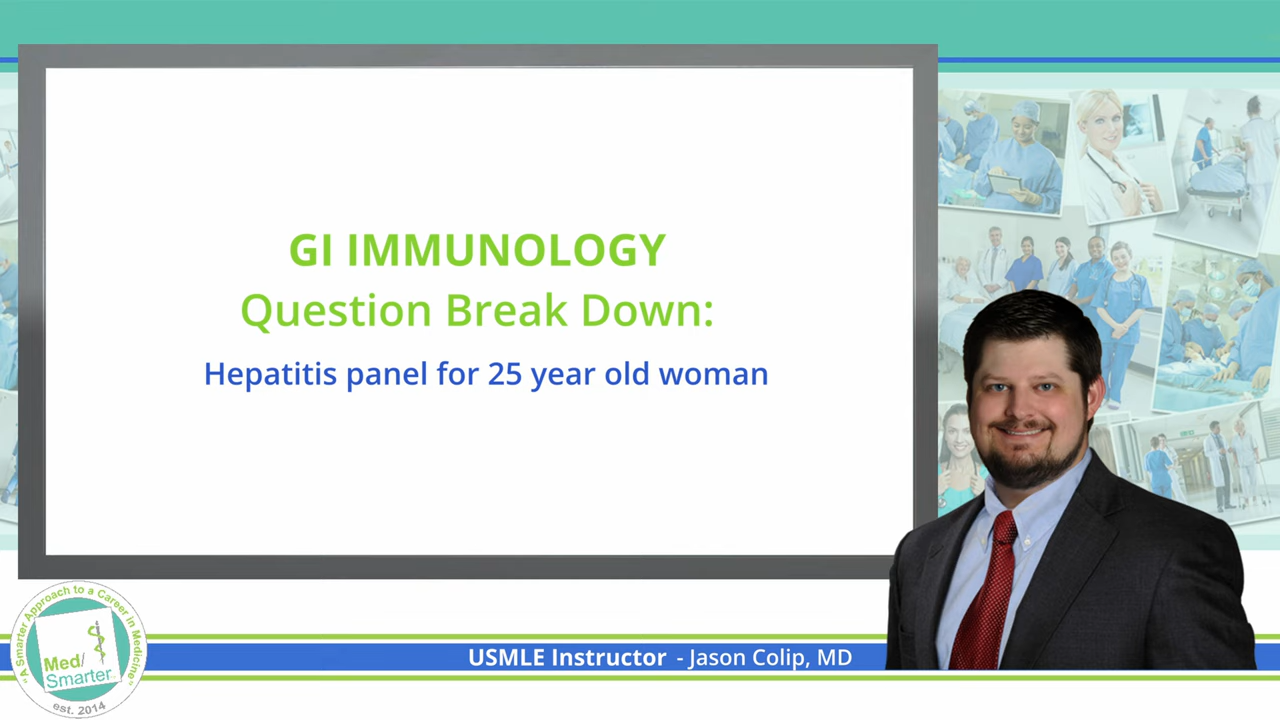 GI IMMUNOLOGY
Question Break Down:
Hepatitis panel for 25 year old woman
USMLE Instructor - Jason Colip, MD
"A Smarter Approach to a Career in Medicine"
Med/
Smarter
est. 2014